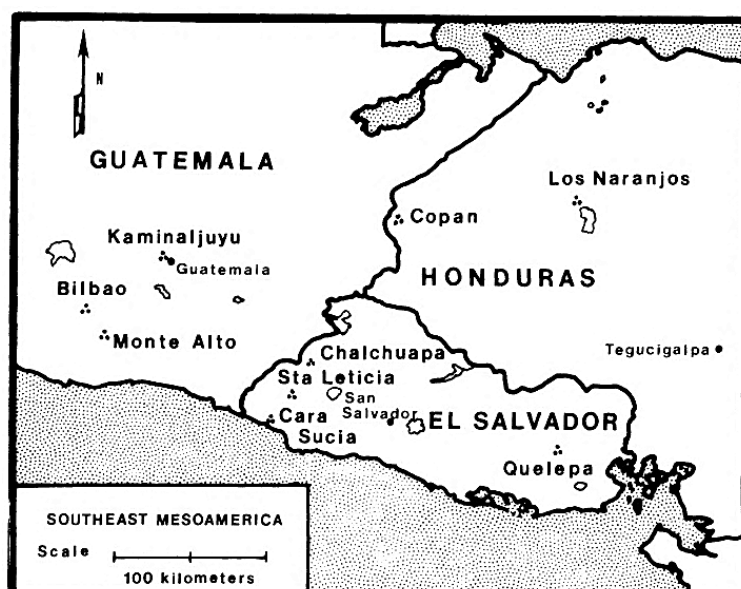 N
GUATEMALA
Los Naranjos
Copan
Kaminaljuyu
Guatemala
HONDURAS
Bilbao
Monte Alto
Tegucigalpa
Chalchuapa
Sta Leticia
San
Salvador
EL SALVADOR
Cara
Sucia
Quelepa
SOUTHEAST MESOAMERICA
Scale
100 kilometers